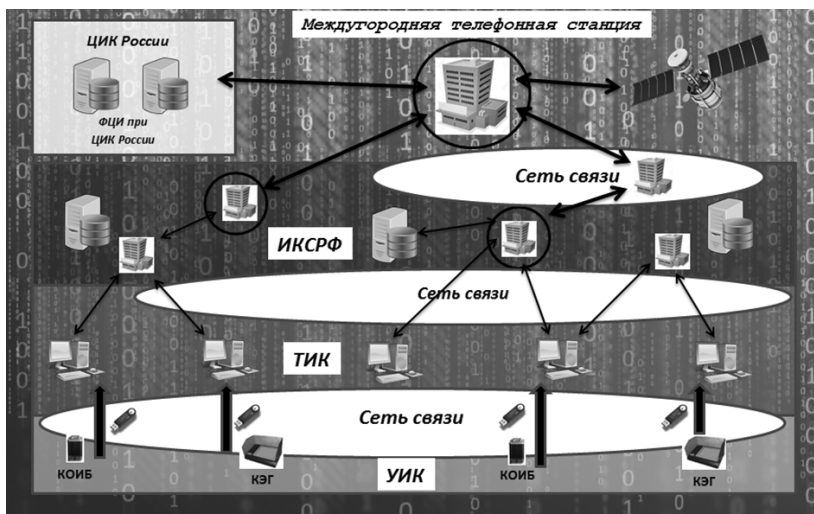 Междугородняя телефонная станция
ЦИК России
ФЦИ при
ЦИК России
Сеть связи
ИКСРФ
Сеть связи
ТИК
Сеть связи
КОИБ
КЭГ
УИК
КОИБ
КЭГ